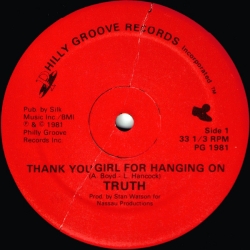 PHILLY GROOVE RECORDS
Incorporated ™
Pub. by Silk
Music Inc./BMI
℗ & © 1981
Philly Groove
Records Inc
Side 1
33 1/3 RPM
PG 1981
THANK YOU GIRL FOR HANGING ON
(A. Boyd - L. Hancock)
TRUTH
Prod. by Stan Watson for
Nassau Productions